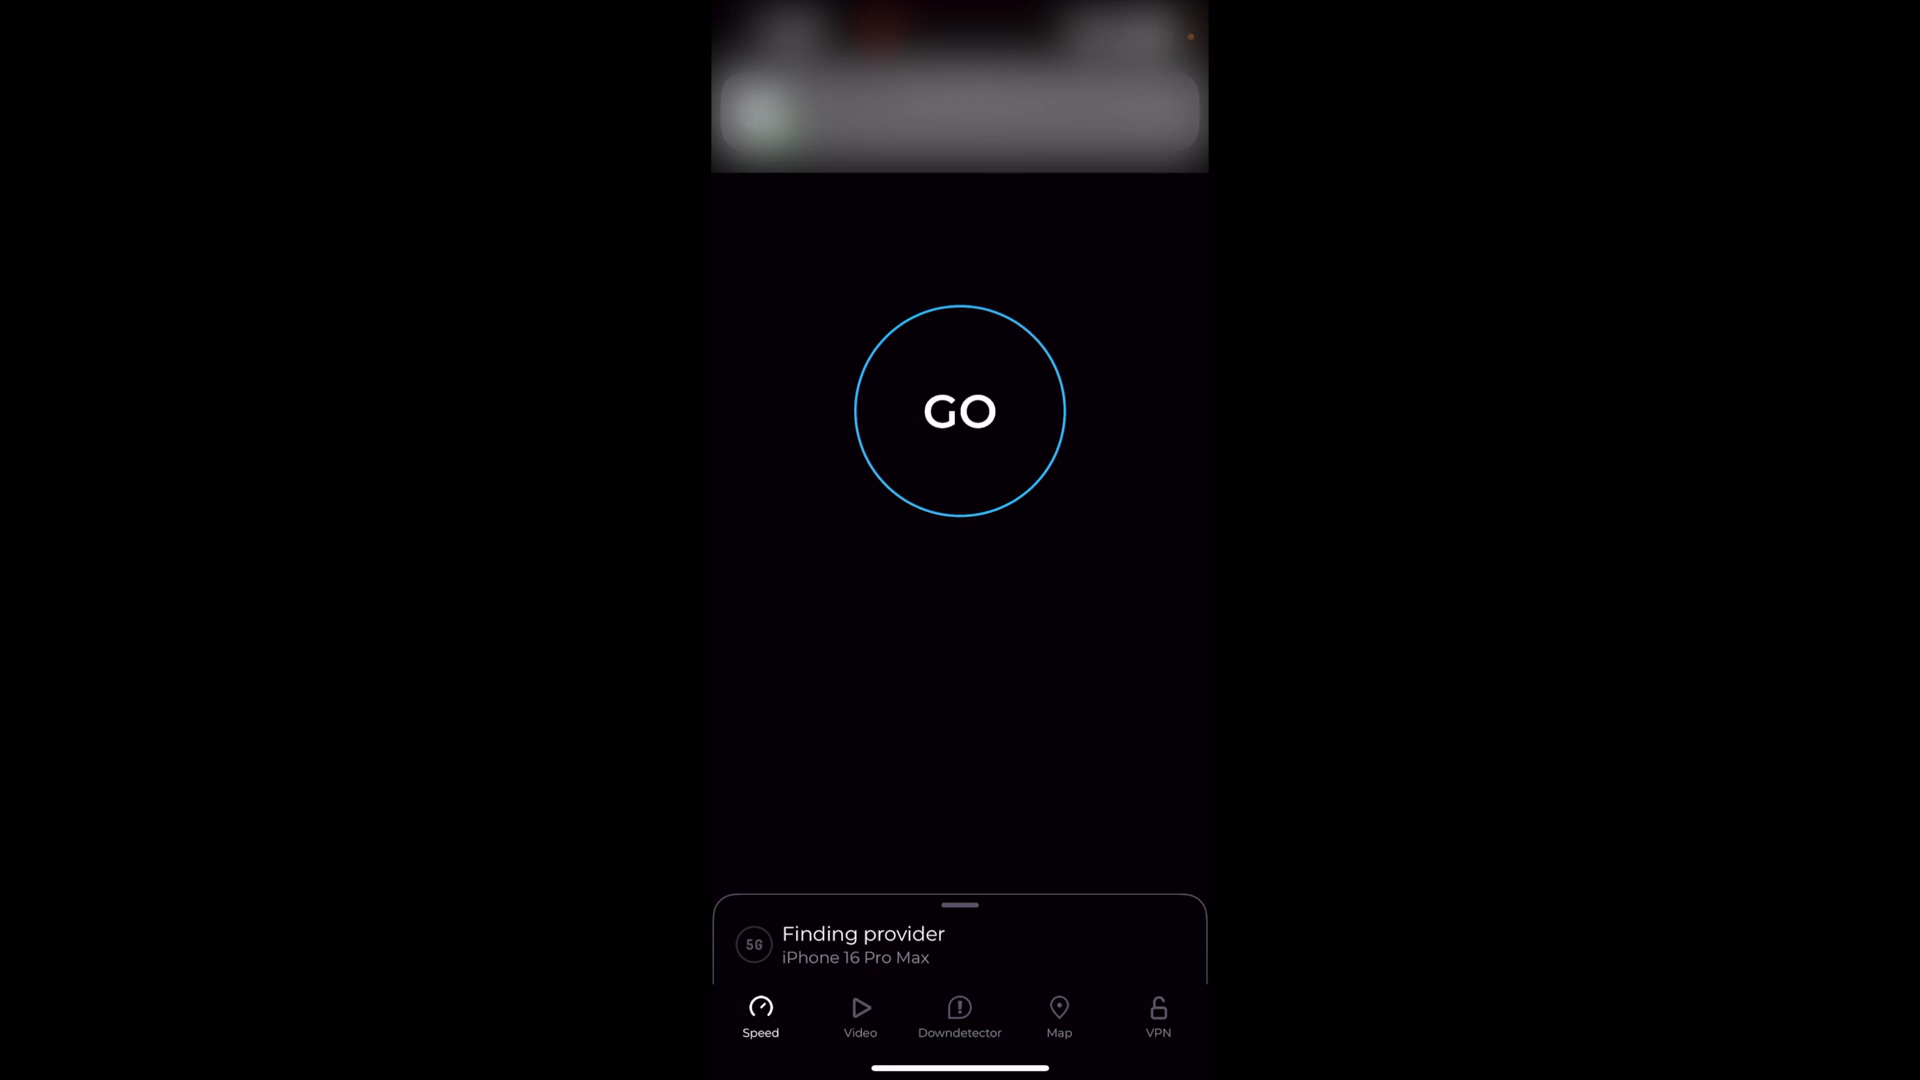 GO
5G
Finding provider
iPhone 16 Pro Max
Speed
Video
Downdetector
Map
VPN